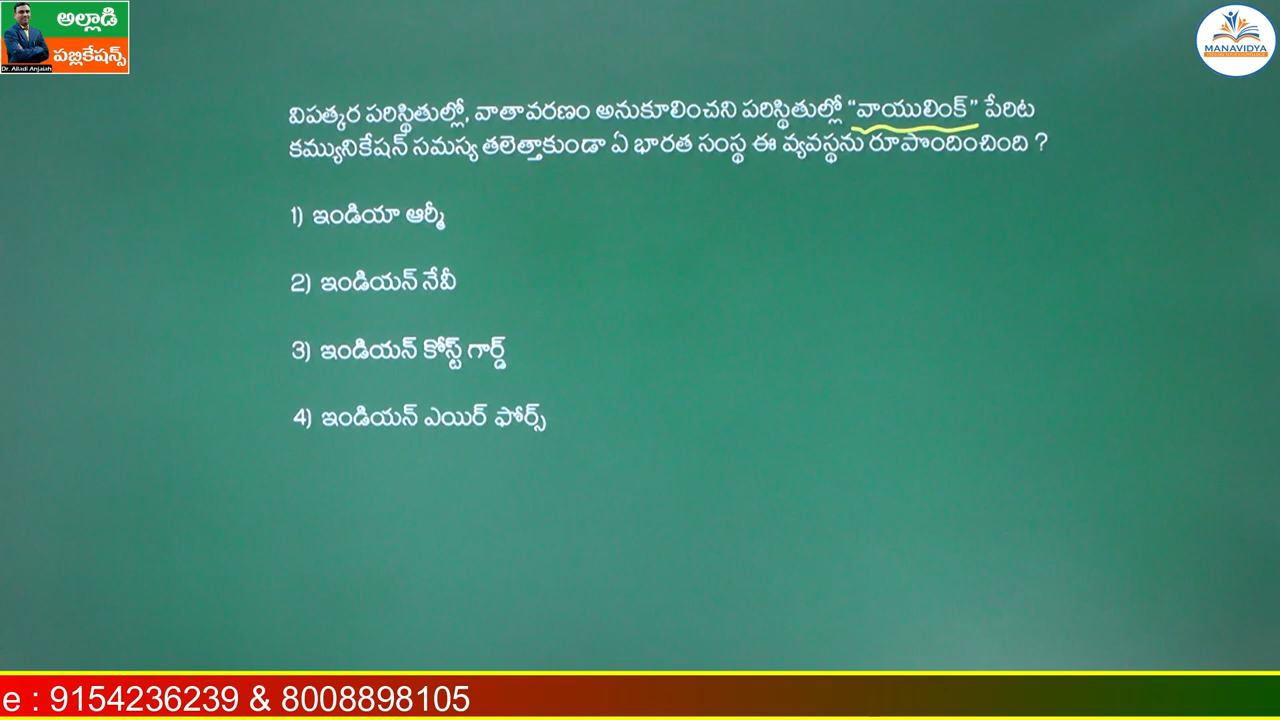 అల్లాడి
పబ్లికేషన్స్
Dr. Alladi Anjaiah
MANAVIDYA
విపత్కర పరిస్థితుల్లో, వాతావరణం అనుకూలించని పరిస్థితుల్లో “వాయులింక్” పేరిట
కమ్యునికేషన్ సమస్య తలెత్తాకుండా ఏ భారత సంస్థ ఈ వ్యవస్థను రూపొందించింది ?
1) ఇండియా ఆర్మీ
2) ఇండియన్ నేవీ
3) ఇండియన్ కోస్ట్ గార్డ్
4) ఇండియన్ ఎయిర్ ఫోర్స్
e : 9154236239 & 8008898105